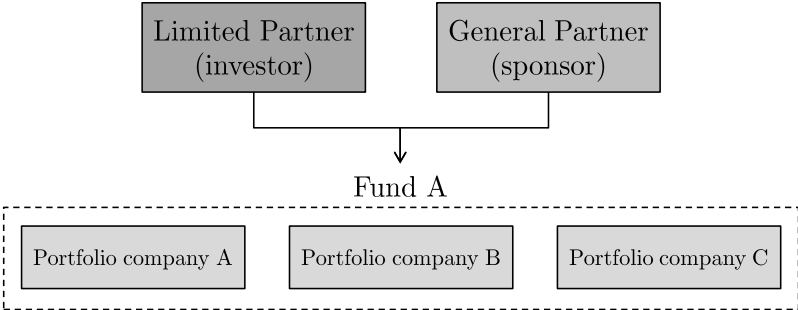 Limited Partner
(investor)
General Partner
(sponsor)
Fund A
Portfolio company A
Portfolio company B
Portfolio company C